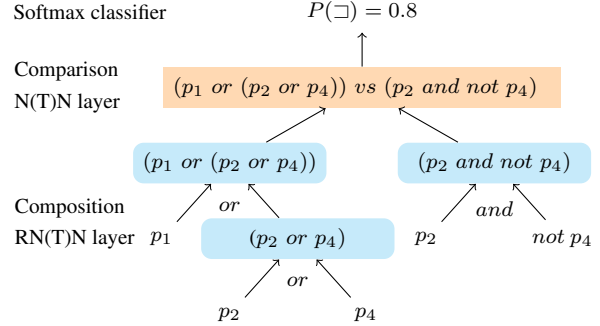 Softmax classifier
P(⊐) = 0.8
Comparison
N(T)N layer
(p₁ or (p₂ or p₄)) vs (p₂ and not p₄)
(p₁ or (p₂ or p₄))
(p₂ and not p₄)
Composition
RN(T)N layer
or
and
p₁
(p₂ or p₄)
p₂
not p₄
or
p₂
p₄